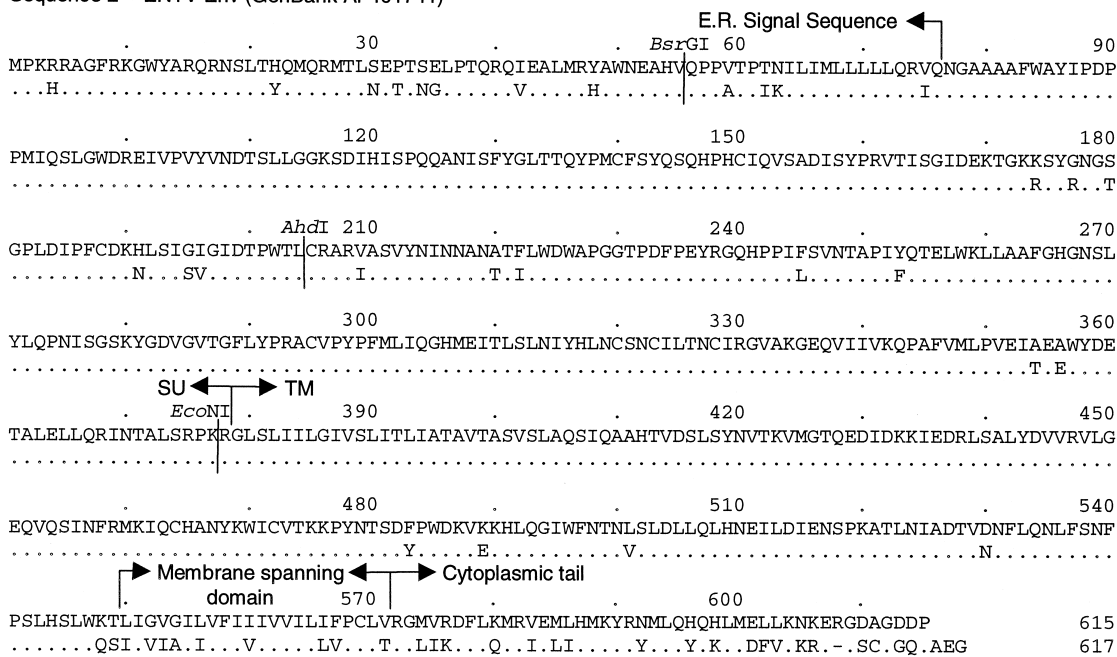 Sequence 2 ENTV Env (GenBank
E.R. Signal Sequence
. 30 . BsrGI 60 . 90
MPKRRAGFRKGWYARQRNSLTHQMQRMTLSEPTSELPTQRQIEALMRYAWNEAHVQPPVTPTNILIMLLLLLQRVQNGAAAAFWAYIPDP
...H.................Y.......N.T.NG.......V.....H..........A..IK...........I...............
. 120 . 150 . 180
PMIQSLGWDREIVPVYVNDTSLLGGKSDIHISPQQANISFYGLTTQYPMCFSYQSQHPHCIQVSADISYPRVTISGIDEKTGKKSYGNGS
...................................................................................R..R..T
. AhdI 210 . 240 . 270
GPLDIPFCDKHLSIGIGIDTPWTLCRARVASVYNINNANATFLWDWAPGGTPDFPEYRGQHPPIFSVNTAPIYQTELWKLLAAFGHGNSL
..........N...SV............I..........T.I......................L.......F.................
. 300 . 330 . 360
YLQPNISGSKYGDVGVTGFLYPRACVPYPFMLIQGHMEITLSLNIYHLNCSNCILTNCIRGVAKGEQVIIVKQPAFVMLPVEIAEAWYDE
...................................................................................T.E....
SU TM
. EcoNI . 390 . 420 . 450
TALELLQRINTALSRPKRGLSLIILGIVSLITLIATAVTASVSLAQSIQAAHTVDSLSYNVTKVMGTQEDIDKKIEDRLSALYDVVRVLG
..........................................................................................
. 480 . 510 . 540
EQVQSINFRMKIQCHANYKWICVTKKPYNTSDFPWDKVKKHLQGIWFNTNLSLDLLQLHNEILDIENSPKATLNIADTVDNFLQNLFSNF
................................Y.....E...........V............................N..........
Membrane spanning domain Cytoplasmic tail
. 570 . 600 .
PSLHSLWKTLIGVGILVFIIIVVILIFPCLVRGMVRDFLKMRVEMLHMKYRNMLQHQHLMELLKNKERGDAGDDP 615
.......QSI.VIA.I...V.....LV...T..LIK...Q..I.LI.....Y...Y.K..DFV.KR.-.SC.GQ.AEG 617